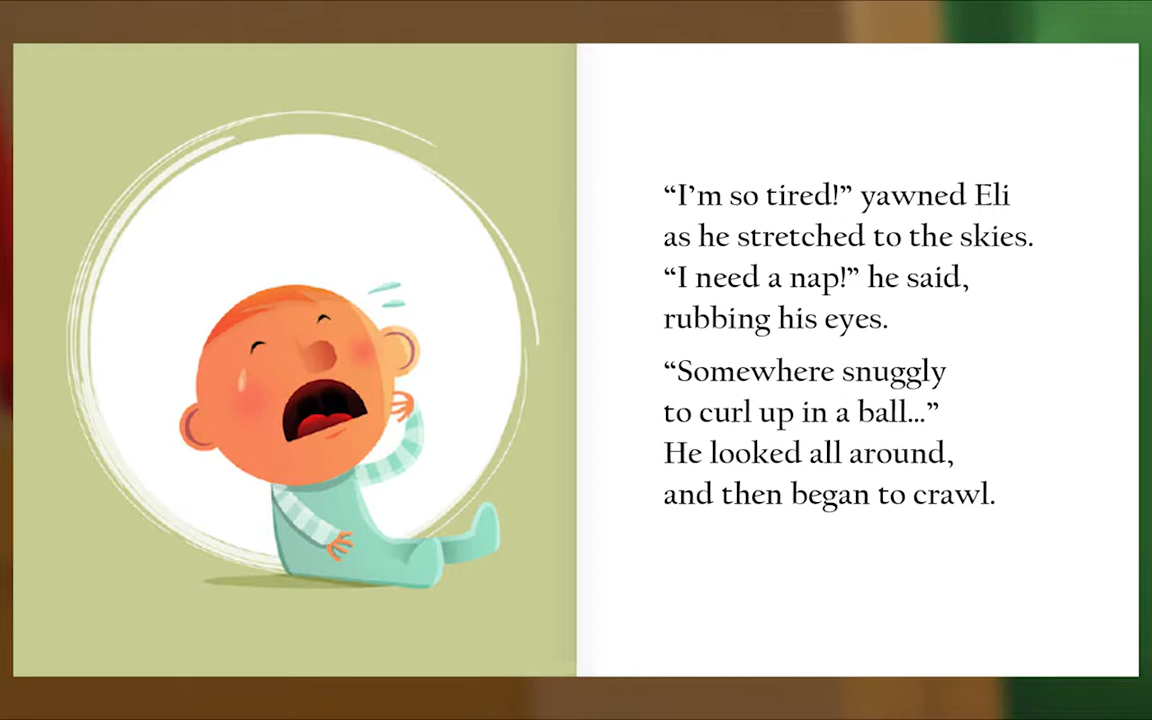 “I’m so tired!” yawned Eli
as he stretched to the skies.
“I need a nap!” he said,
rubbing his eyes.
“Somewhere snuggly
to curl up in a ball...”
He looked all around,
and then began to crawl.